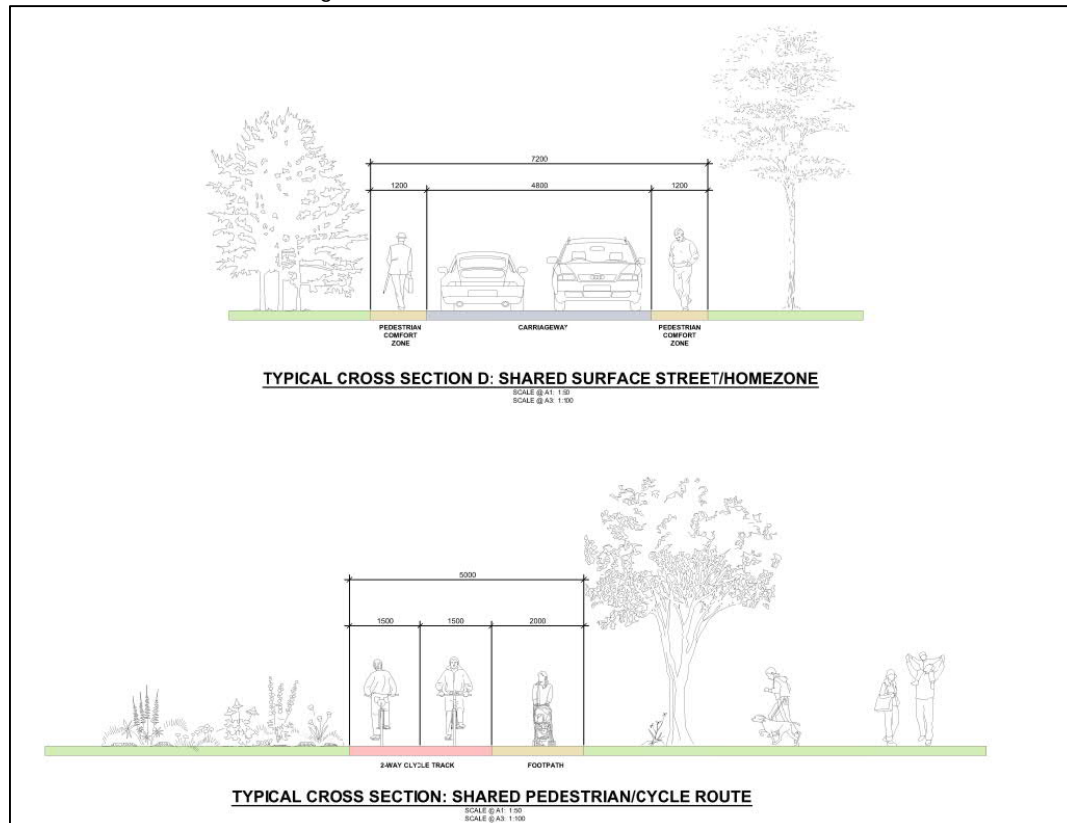 7200
1200 4800 1200
PEDESTRIAN COMFORT ZONE
CARRIAGEWAY
PEDESTRIAN COMFORT ZONE
TYPICAL CROSS SECTION D: SHARED SURFACE STREET/HOMEZONE
SCALE @ A1: 1:50
SCALE @ A3: 1:100
5000
1500 1500 2000
2-WAY CYCLE TRACK FOOTPATH
TYPICAL CROSS SECTION: SHARED PEDESTRIAN/CYCLE ROUTE
SCALE @ A1: 1:50
SCALE @ A3: 1:100